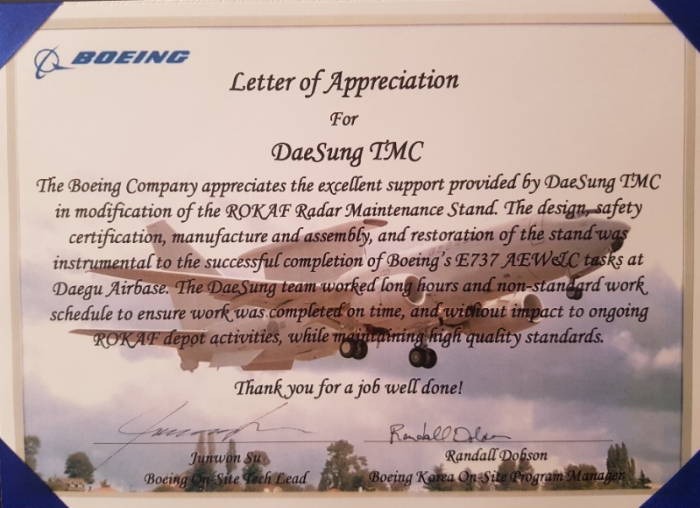 BOEING
Letter of Appreciation
For
DaeSung TMC
The Boeing Company appreciates the excellent support provided by DaeSung TMC
in modification of the ROKAF Radar Maintenance Stand. The design, safety
certification, manufacture and assembly, and restoration of the stand was
instrumental to the successful completion of Boeing's E737 AEW&C tasks at
Daegu Airbase. The DaeSung team worked long hours and non-standard work
schedule to ensure work was completed on time, and without impact to ongoing
ROKAF depot activities, while maintaining high quality standards.
Thank you for a job well done!
Randall Dobson
Junwon Su
Randall Dobson
Boeing On-Site Tech Lead
Boeing Korea On-Site Program Manager